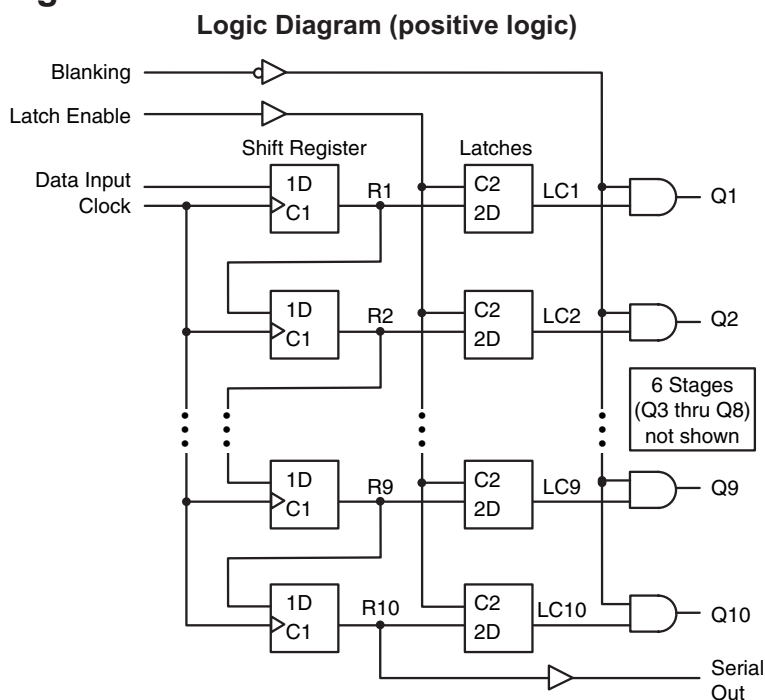 Logic Diagram (positive logic)
Blanking
Latch Enable
Shift Register
Latches
Data Input
Clock
1D
C1
R1
C2
2D
LC1
Q1
1D
C1
R2
C2
2D
LC2
Q2
6 Stages
(Q3 thru Q8)
not shown
1D
C1
R9
C2
2D
LC9
Q9
1D
C1
R10
C2
2D
LC10
Q10
Serial
Out